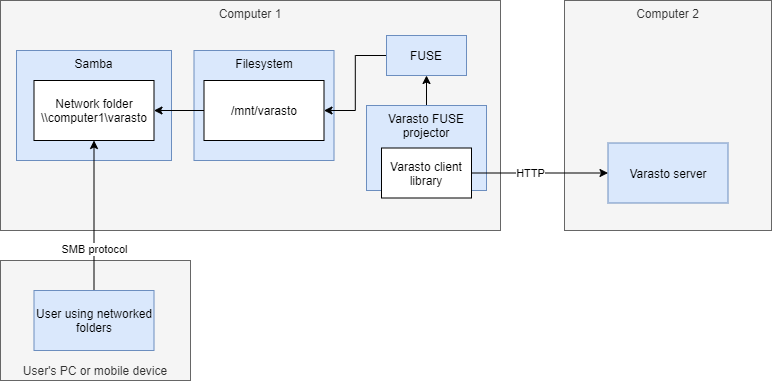 Computer 1
Computer 2
Samba
Network folder
\\computer1\varasto
Filesystem
/mnt/varasto
FUSE
Varasto FUSE
projector
Varasto client
library
HTTP
Varasto server
SMB protocol
User using networked
folders
User's PC or mobile device